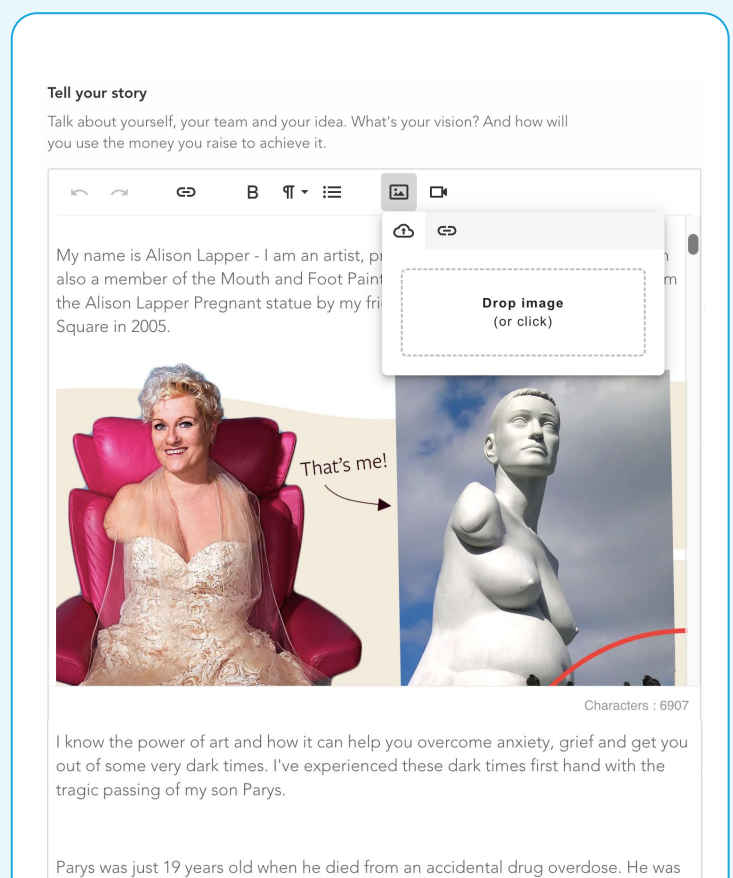 Tell your story
Talk about yourself, your team and your idea. What's your vision? And how will
you use the money you raise to achieve it.
B
Drop image
(or click)
My name is Alison Lapper - I am an artist,
also a member of the Mouth and Foot
the Alison Lapper Pregnant statue by my
Square in 2005.
That's me!
Characters : 6907
I know the power of art and how it can help you overcome anxiety, grief and get you
out of some very dark times. I've experienced these dark times first hand with the
tragic passing of my son Parys.
Parys was just 19 years old when he died from an accidental drug overdose. He was